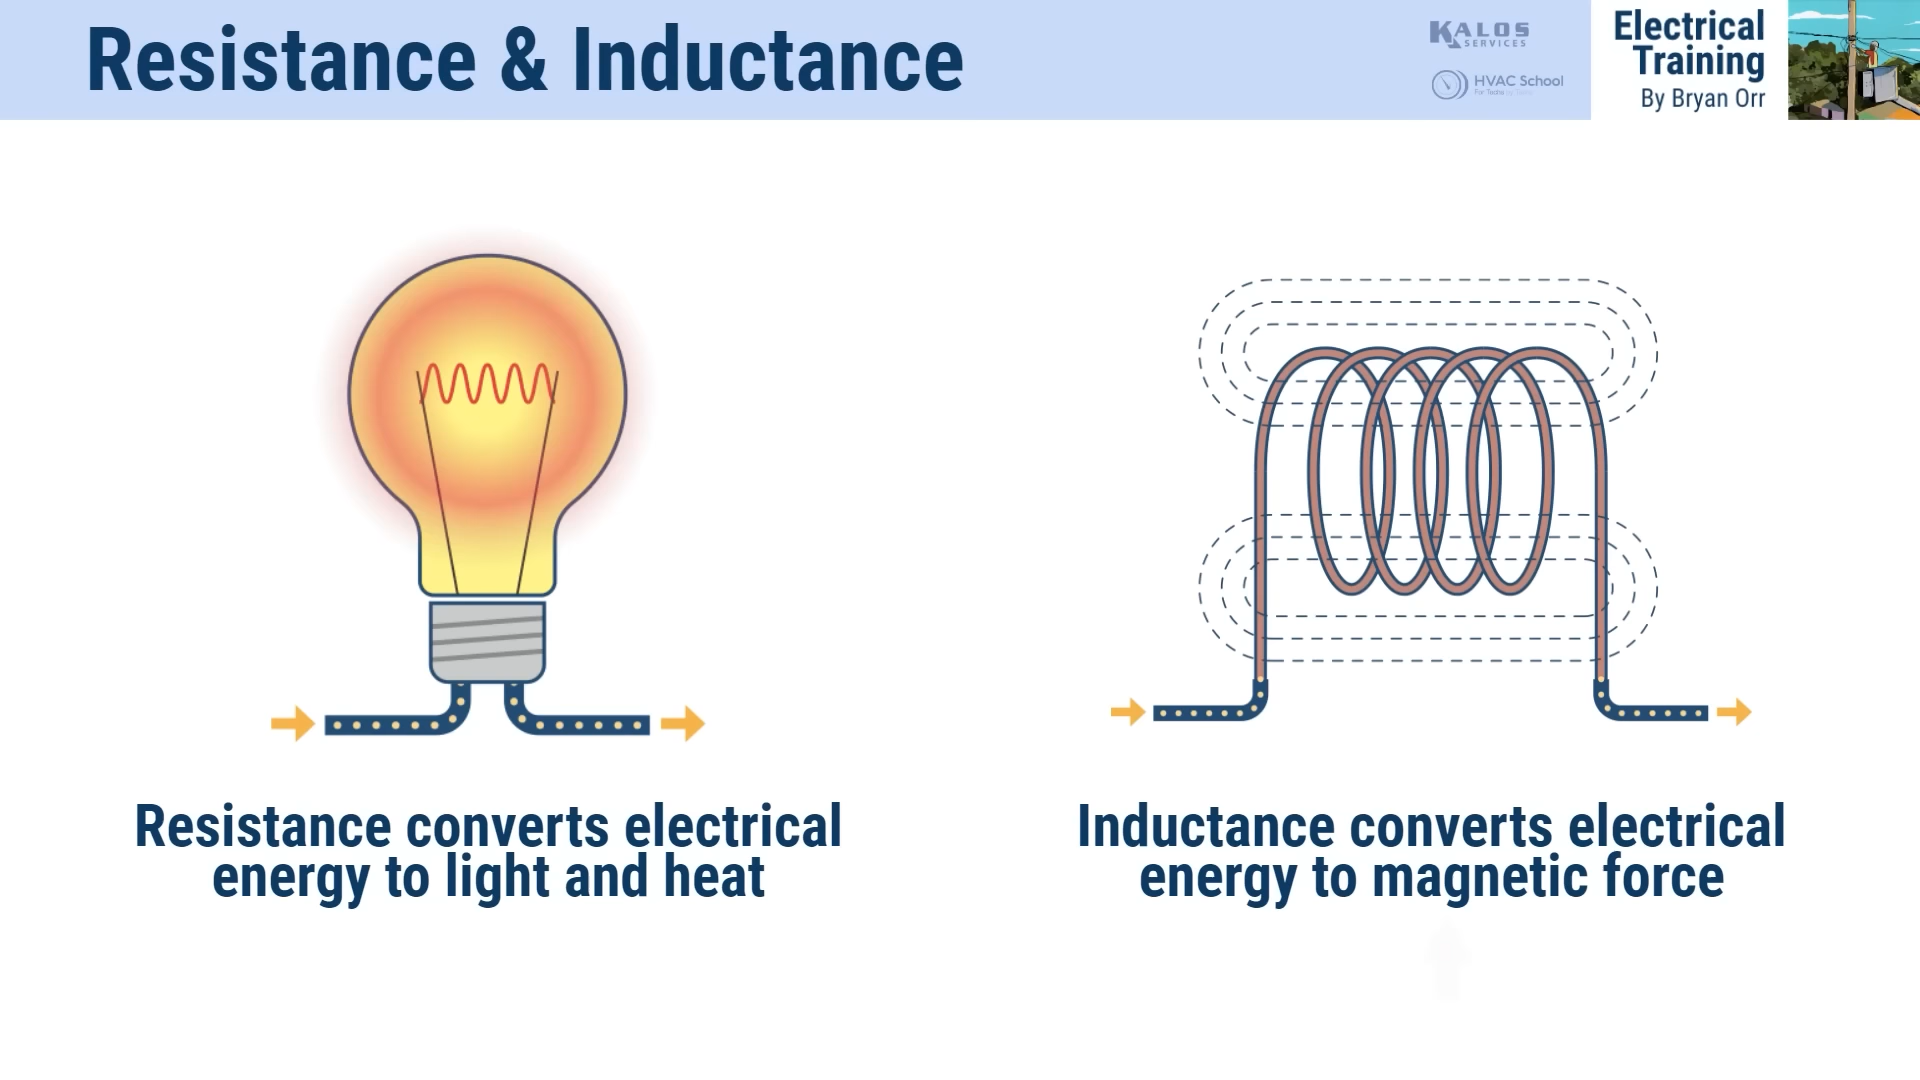 Resistance & Inductance
KALOS
SERVICES
HVAC School
Electrical
Training
By Bryan Orr
Resistance converts electrical
energy to light and heat
Inductance converts electrical
energy to magnetic force